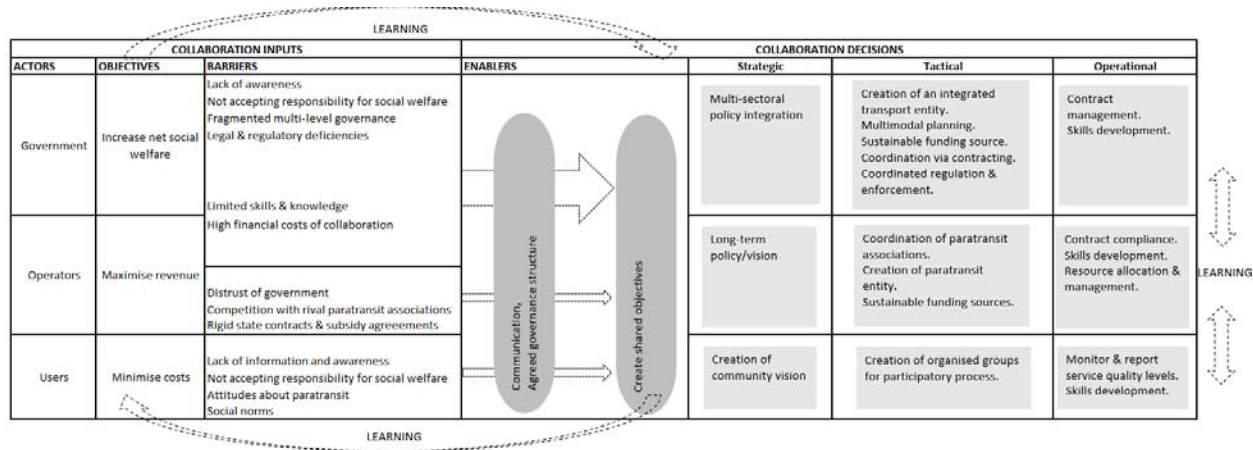 LEARNING
COLLABORATION INPUTS
COLLABORATION DECISIONS
ACTORS
OBJECTIVES
BARRIERS
ENABLERS
Strategic
Tactical
Operational
Government
Increase net social
welfare
Lack of awareness
Not accepting responsibility for social welfare
Fragmented multi-level governance
Legal & regulatory deficiencies
Limited skills & knowledge
High financial costs of collaboration
Multi-sectoral
policy integration
Creation of an integrated
transport entity.
Multimodal planning.
Sustainable funding source.
Coordination via contracting.
Coordinated regulation &
enforcement.
Contract
management.
Skills development.
Operators
Maximise revenue
Distrust of government
Competition with rival paratransit associations
Rigid state contracts & subsidy agreeements
Communication,
Agreed governance structure
Create shared objectives
Long-term
policy/vision
Coordination of paratransit
associations.
Creation of paratransit
entity.
Sustainable funding sources.
Contract compliance.
Skills development.
Resource allocation &
management.
LEARNING
Users
Minimise costs
Lack of information and awareness
Not accepting responsibility for social welfare
Attitudes about paratransit
Social norms
Creation of
community vision
Creation of organised groups
for participatory process.
Monitor & report
service quality levels.
Skills development.
LEARNING